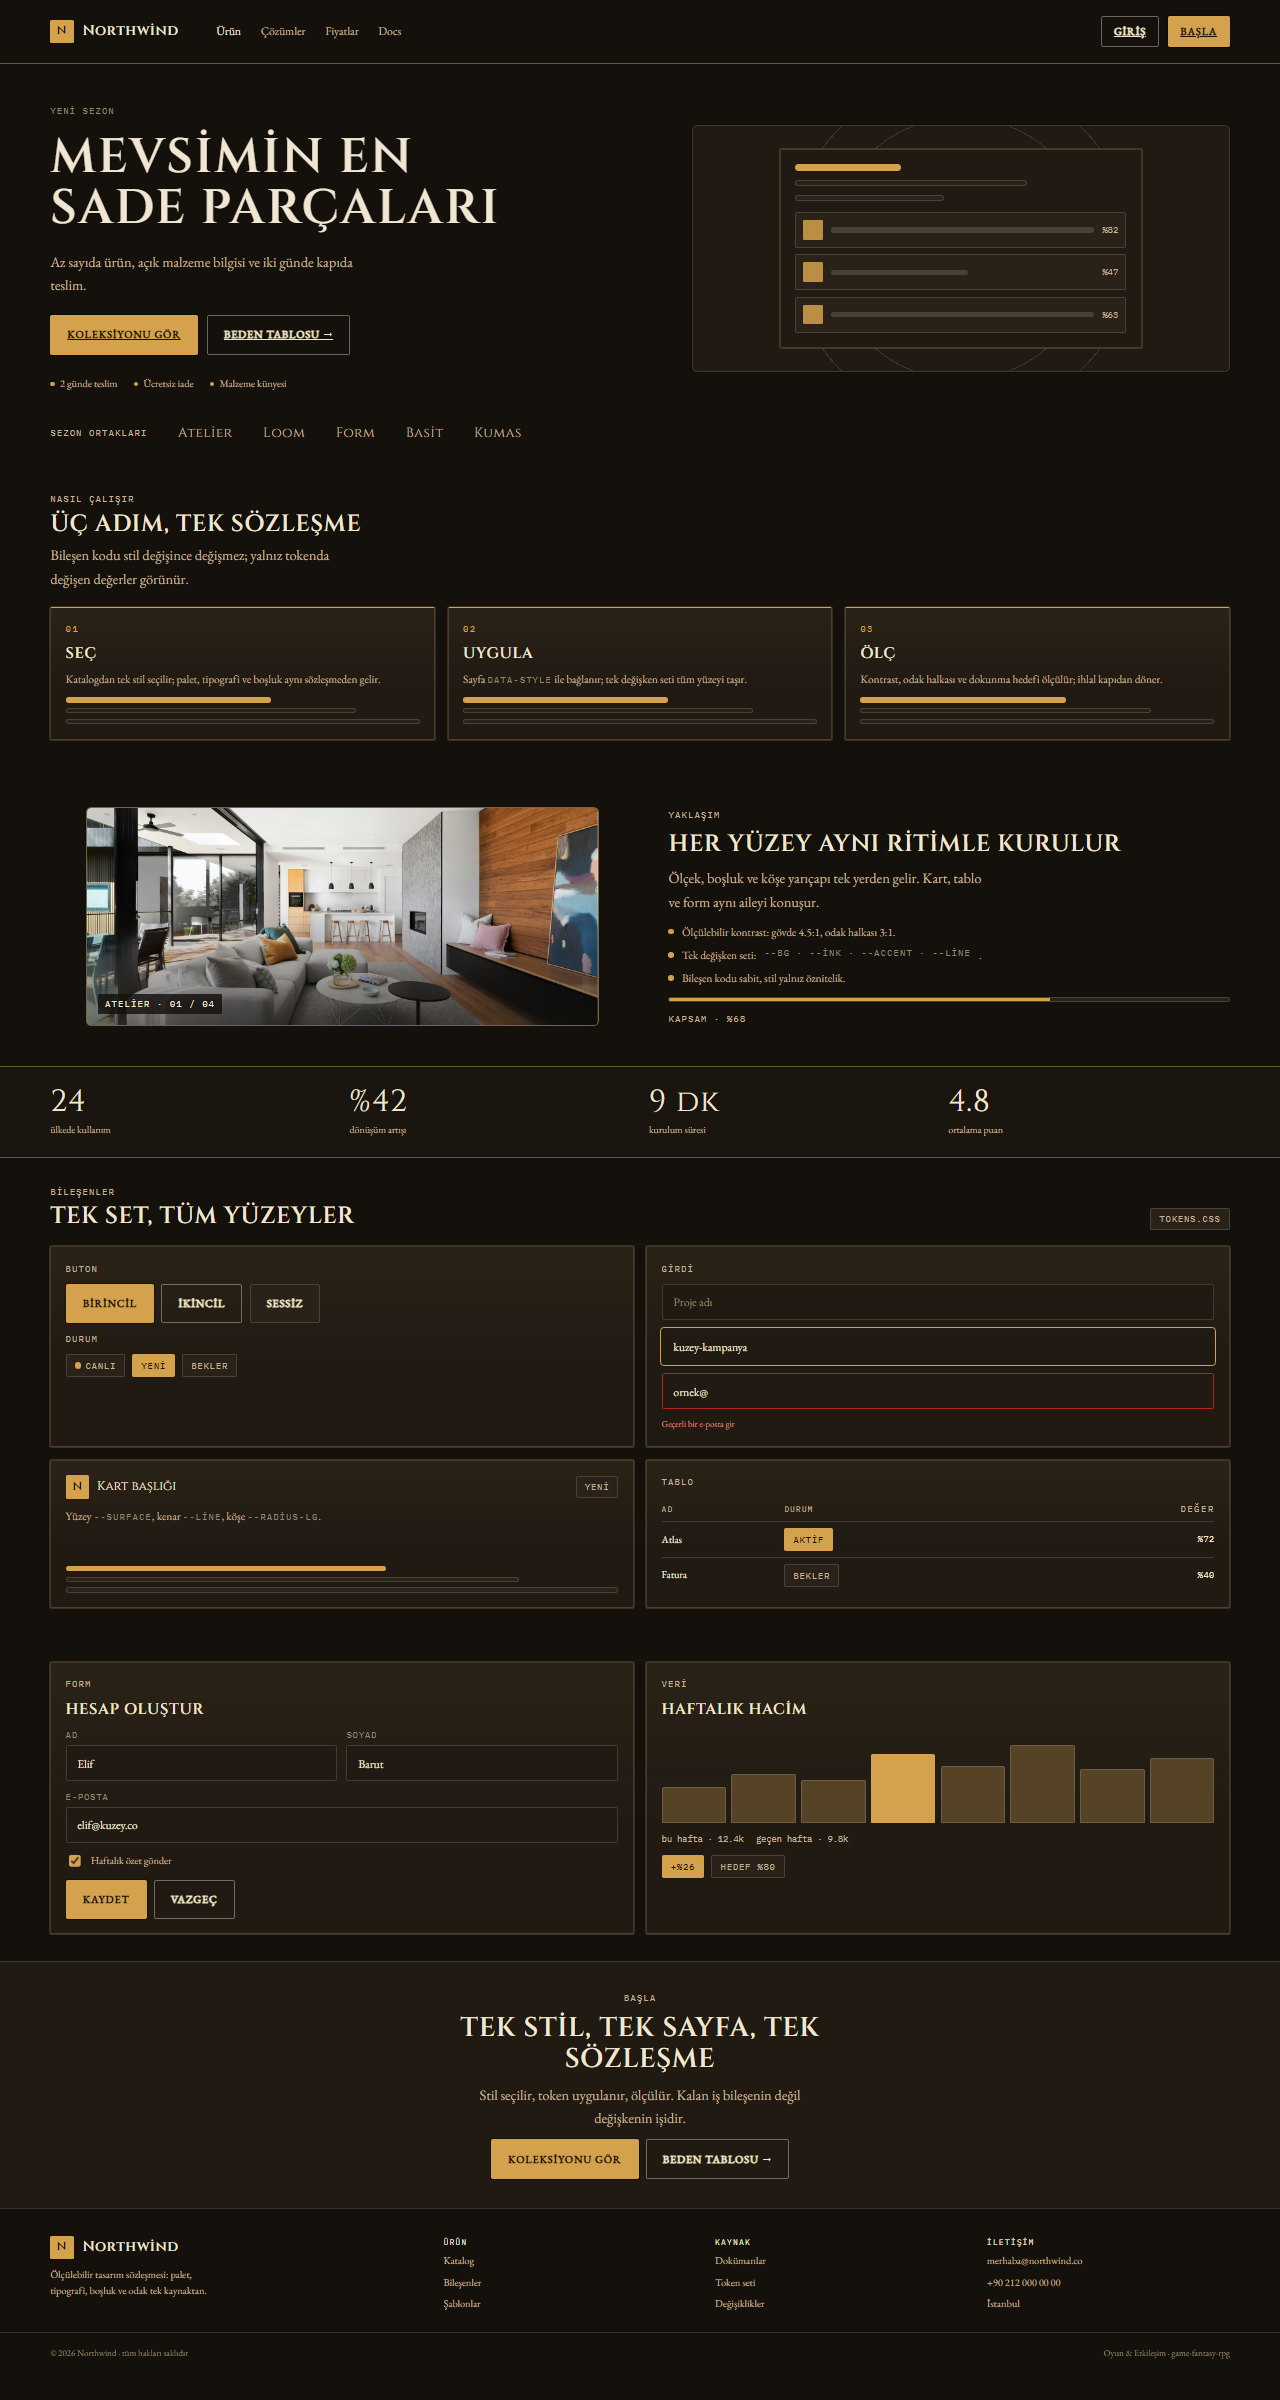 N NORTHWİND Ürün Çözümler Fiyatlar Docs GİRİŞ BAŞLA
YENİ SEZON
MEVSİMİN EN
SADE PARÇALARI
Az sayıda ürün, açık malzeme bilgisi ve iki günde kapıda
teslim.
KOLEKSİYONU GÖR BEDEN TABLOSU →
2 günde teslim Ücretsiz iade Malzeme künyesi
%82
%47
%63
SEZON ORTAKLARI ATELİER LOOM FORM BASİT KUMAS
NASIL ÇALIŞIR
ÜÇ ADIM, TEK SÖZLEŞME
Bileşen kodu stil değişince değişmez; yalnız tokenda
değişen değerler görünür.
01
SEÇ
Katalogdan tek stil seçilir; palet, tipografi ve boşluk aynı sözleşmeden gelir.
02
UYGULA
Sayfa DATA-STYLE ile bağlanır; tek değişken seti tüm yüzeyi taşır.
03
ÖLÇ
Kontrast, odak halkası ve dokunma hedefi ölçülür; ihlal kapıdan döner.
ATELİER · 01 / 04
YAKLAŞIM
HER YÜZEY AYNI RİTİMLE KURULUR
Ölçek, boşluk ve köşe yarıçapı tek yerden gelir. Kart, tablo
ve form aynı aileyi konuşur.
Ölçülebilir kontrast: gövde 4.5:1, odak halkası 3:1.
Tek değişken seti: --BG · --İNK · --ACCENT · --LİNE .
Bileşen kodu sabit, stil yalnız öznitelik.
KAPSAM · %68
24
ülkede kullanım
%42
dönüşüm artışı
9 DK
kurulum süresi
4.8
ortalama puan
BİLEŞENLER
TEK SET, TÜM YÜZEYLER
TOKENS.CSS
BUTON
BİRİNCİL İKİNCİL SESSİZ
DURUM
CANLI YENİ BEKLER
GİRDİ
Proje adı
kuzey-kampanya
ornek@
Geçerli bir e-posta gir
N KART BAŞLIĞI YENİ
Yüzey --SURFACE, kenar --LİNE, köşe --RADİUS-LG.
TABLO
AD DURUM DEĞER
Atlas AKTİF %72
Fatura BEKLER %40
FORM
HESAP OLUŞTUR
AD SOYAD
Elif Barut
E-POSTA
elif@kuzey.co
Haftalık özet gönder
KAYDET VAZGEÇ
VERİ
HAFTALIK HACİM
bu hafta · 12.4k geçen hafta · 9.8k
+%26 HEDEF %80
BAŞLA
TEK STİL, TEK SAYFA, TEK
SÖZLEŞME
Stil seçilir, token uygulanır, ölçülür. Kalan iş bileşenin değil
değişkenin işidir.
KOLEKSİYONU GÖR BEDEN TABLOSU →
N NORTHWİND
Ölçülebilir tasarım sözleşmesi: palet,
tipografi, boşluk ve odak tek kaynaktan.
ÜRÜN
Katalog
Bileşenler
Şablonlar
KAYNAK
Dokümanlar
Token seti
Değişiklikler
İLETİŞİM
merhaba@northwind.co
+90 212 000 00 00
İstanbul
© 2026 Northwind · tüm hakları saklıdır
Oyun & Etkileşim · game-fantasy-rpg